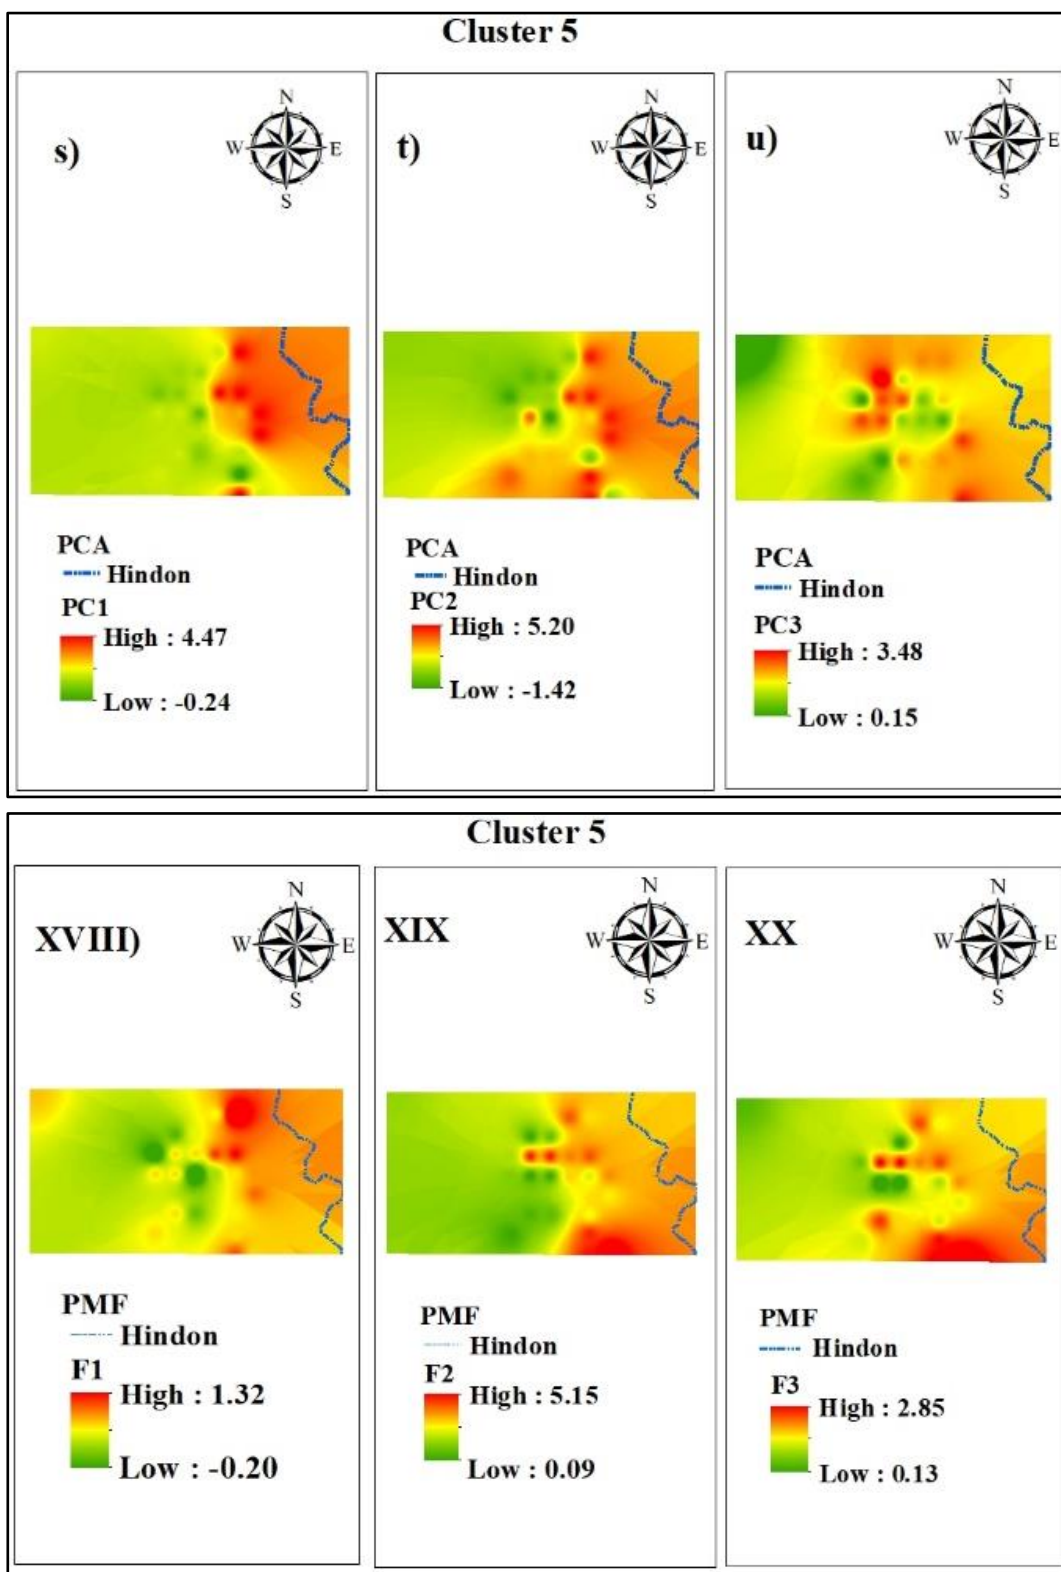 Cluster 5
s)
N
W
E
S
PCA
Hindon
PC1
High : 4.47
Low : -0.24
t)
N
W
E
S
PCA
Hindon
PC2
High : 5.20
Low : -1.42
u)
N
W
E
S
PCA
Hindon
PC3
High : 3.48
Low : 0.15
Cluster 5
XVIII)
N
W
E
S
PMF
Hindon
F1
High : 1.32
Low : -0.20
XIX
N
W
E
S
PMF
Hindon
F2
High : 5.15
Low : 0.09
XX
N
W
E
S
PMF
Hindon
F3
High : 2.85
Low : 0.13